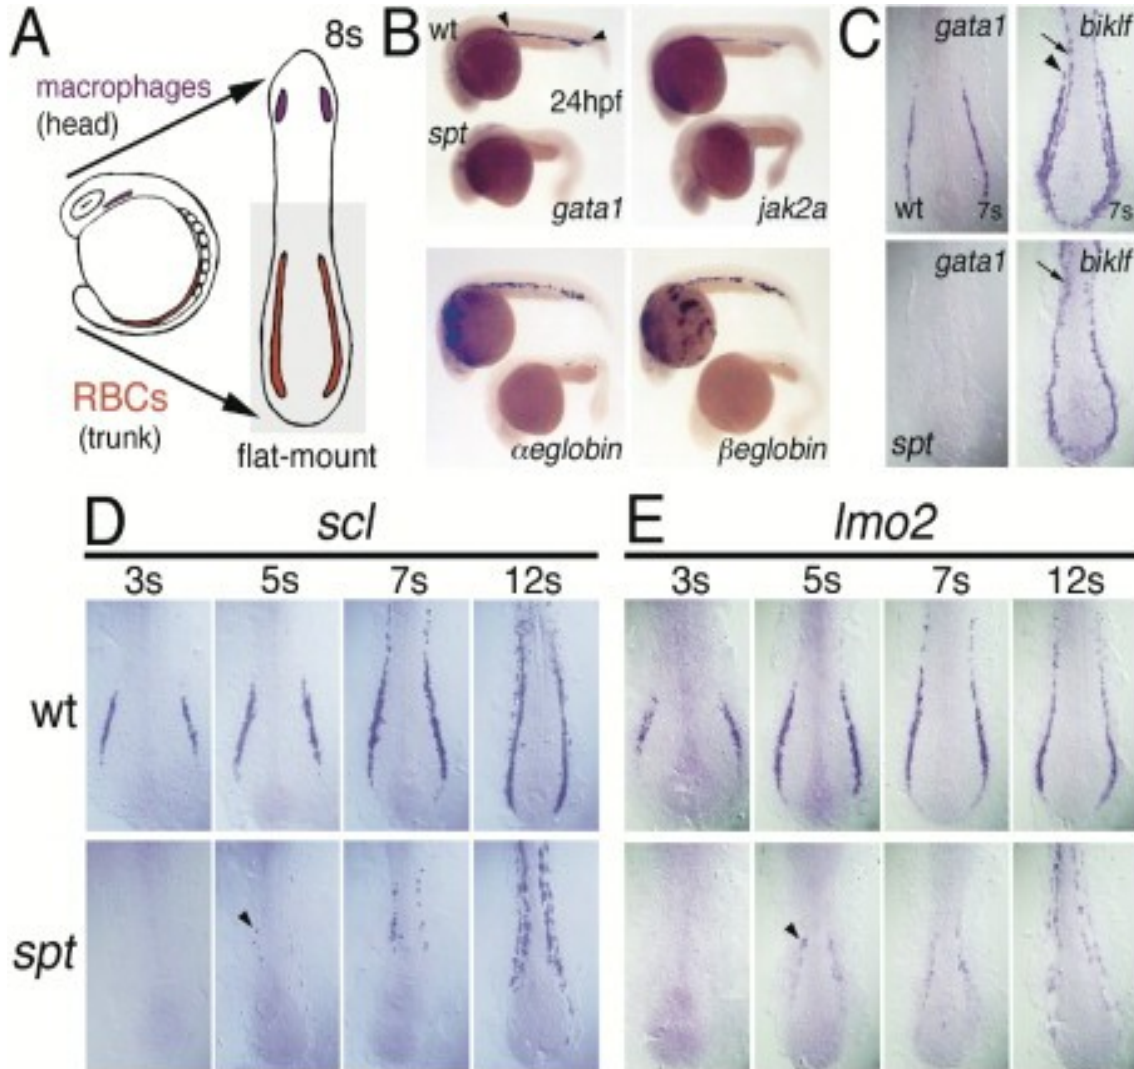 A
8s
macrophages
(head)
RBCs
(trunk)
flat-mount
B
wt
24hpf
spt
gata1
jak2a
αeglobin
βeglobin
C
gata1
biklf
wt
7s
7s
gata1
biklf
spt
D
scl
3s
5s
7s
12s
E
lmo2
3s
5s
7s
12s
wt
spt